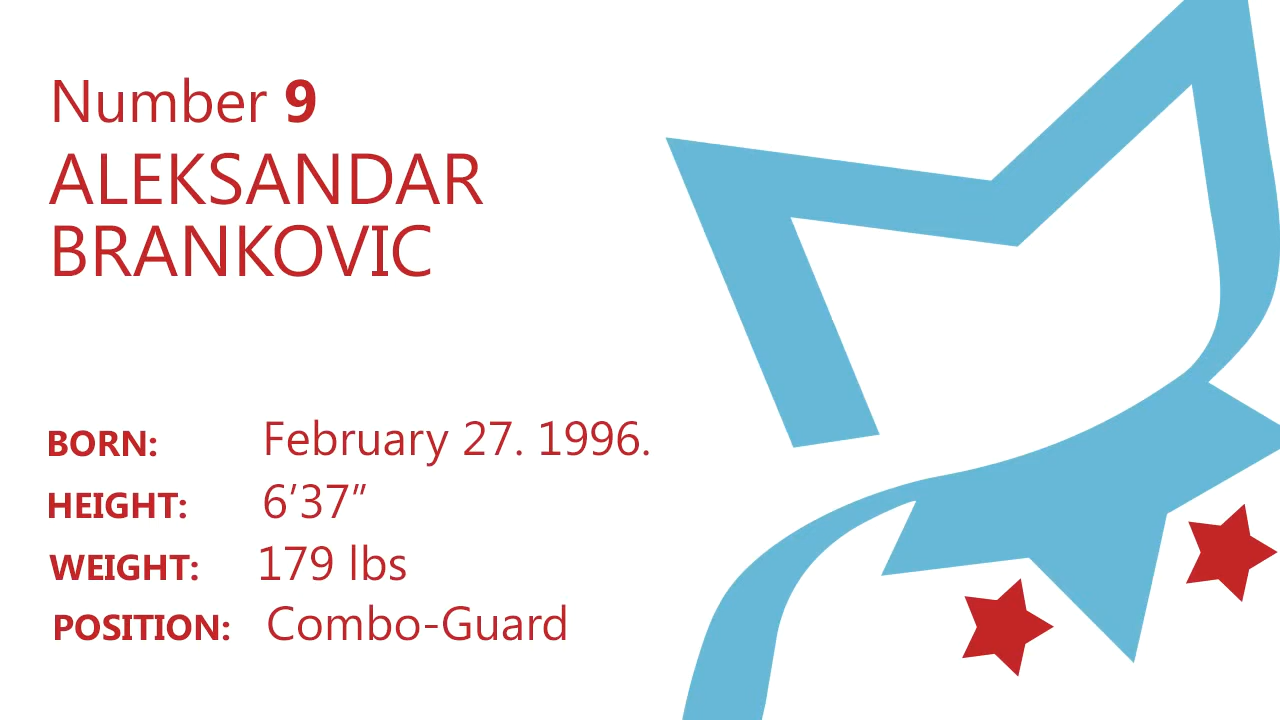 Number 9
ALEKSANDAR
BRANKOVIC
BORN: February 27. 1996.
HEIGHT: 6’37”
WEIGHT: 179 lbs
POSITION: Combo-Guard